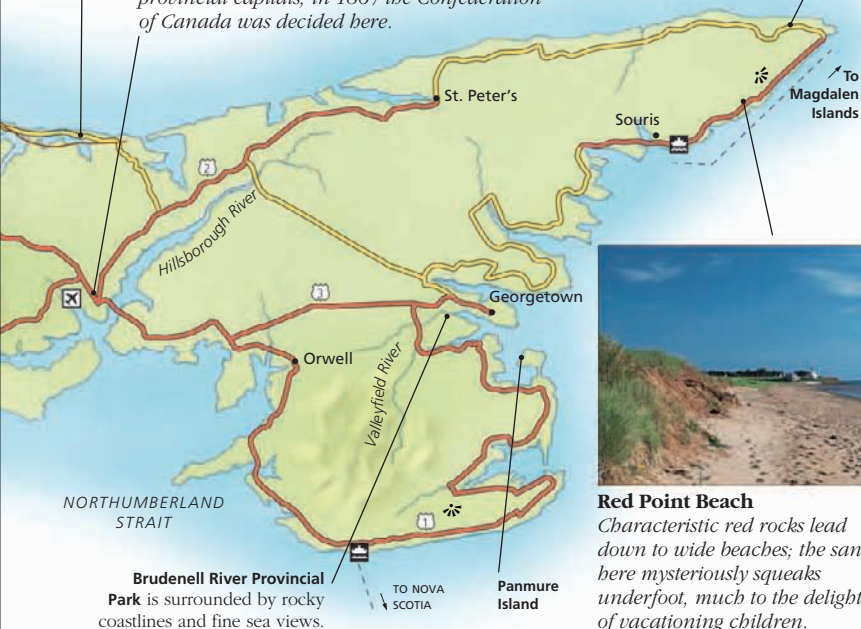 provincial capitals, in 1867 the Confederation
of Canada was decided here.
To
Magdalen
Islands
St. Peter's
Souris
2
Hillsborough River
3
Georgetown
Orwell
Valleyfield River
NORTHUMBERLAND
STRAIT
1
Red Point Beach
Characteristic red rocks lead
down to wide beaches; the
here mysteriously squeaks
underfoot, much to the delight
of vacationing children.
Brudenell River Provincial
Park is surrounded by rocky
coastlines and fine sea views.
TO NOVA
SCOTIA
Panmure
Island